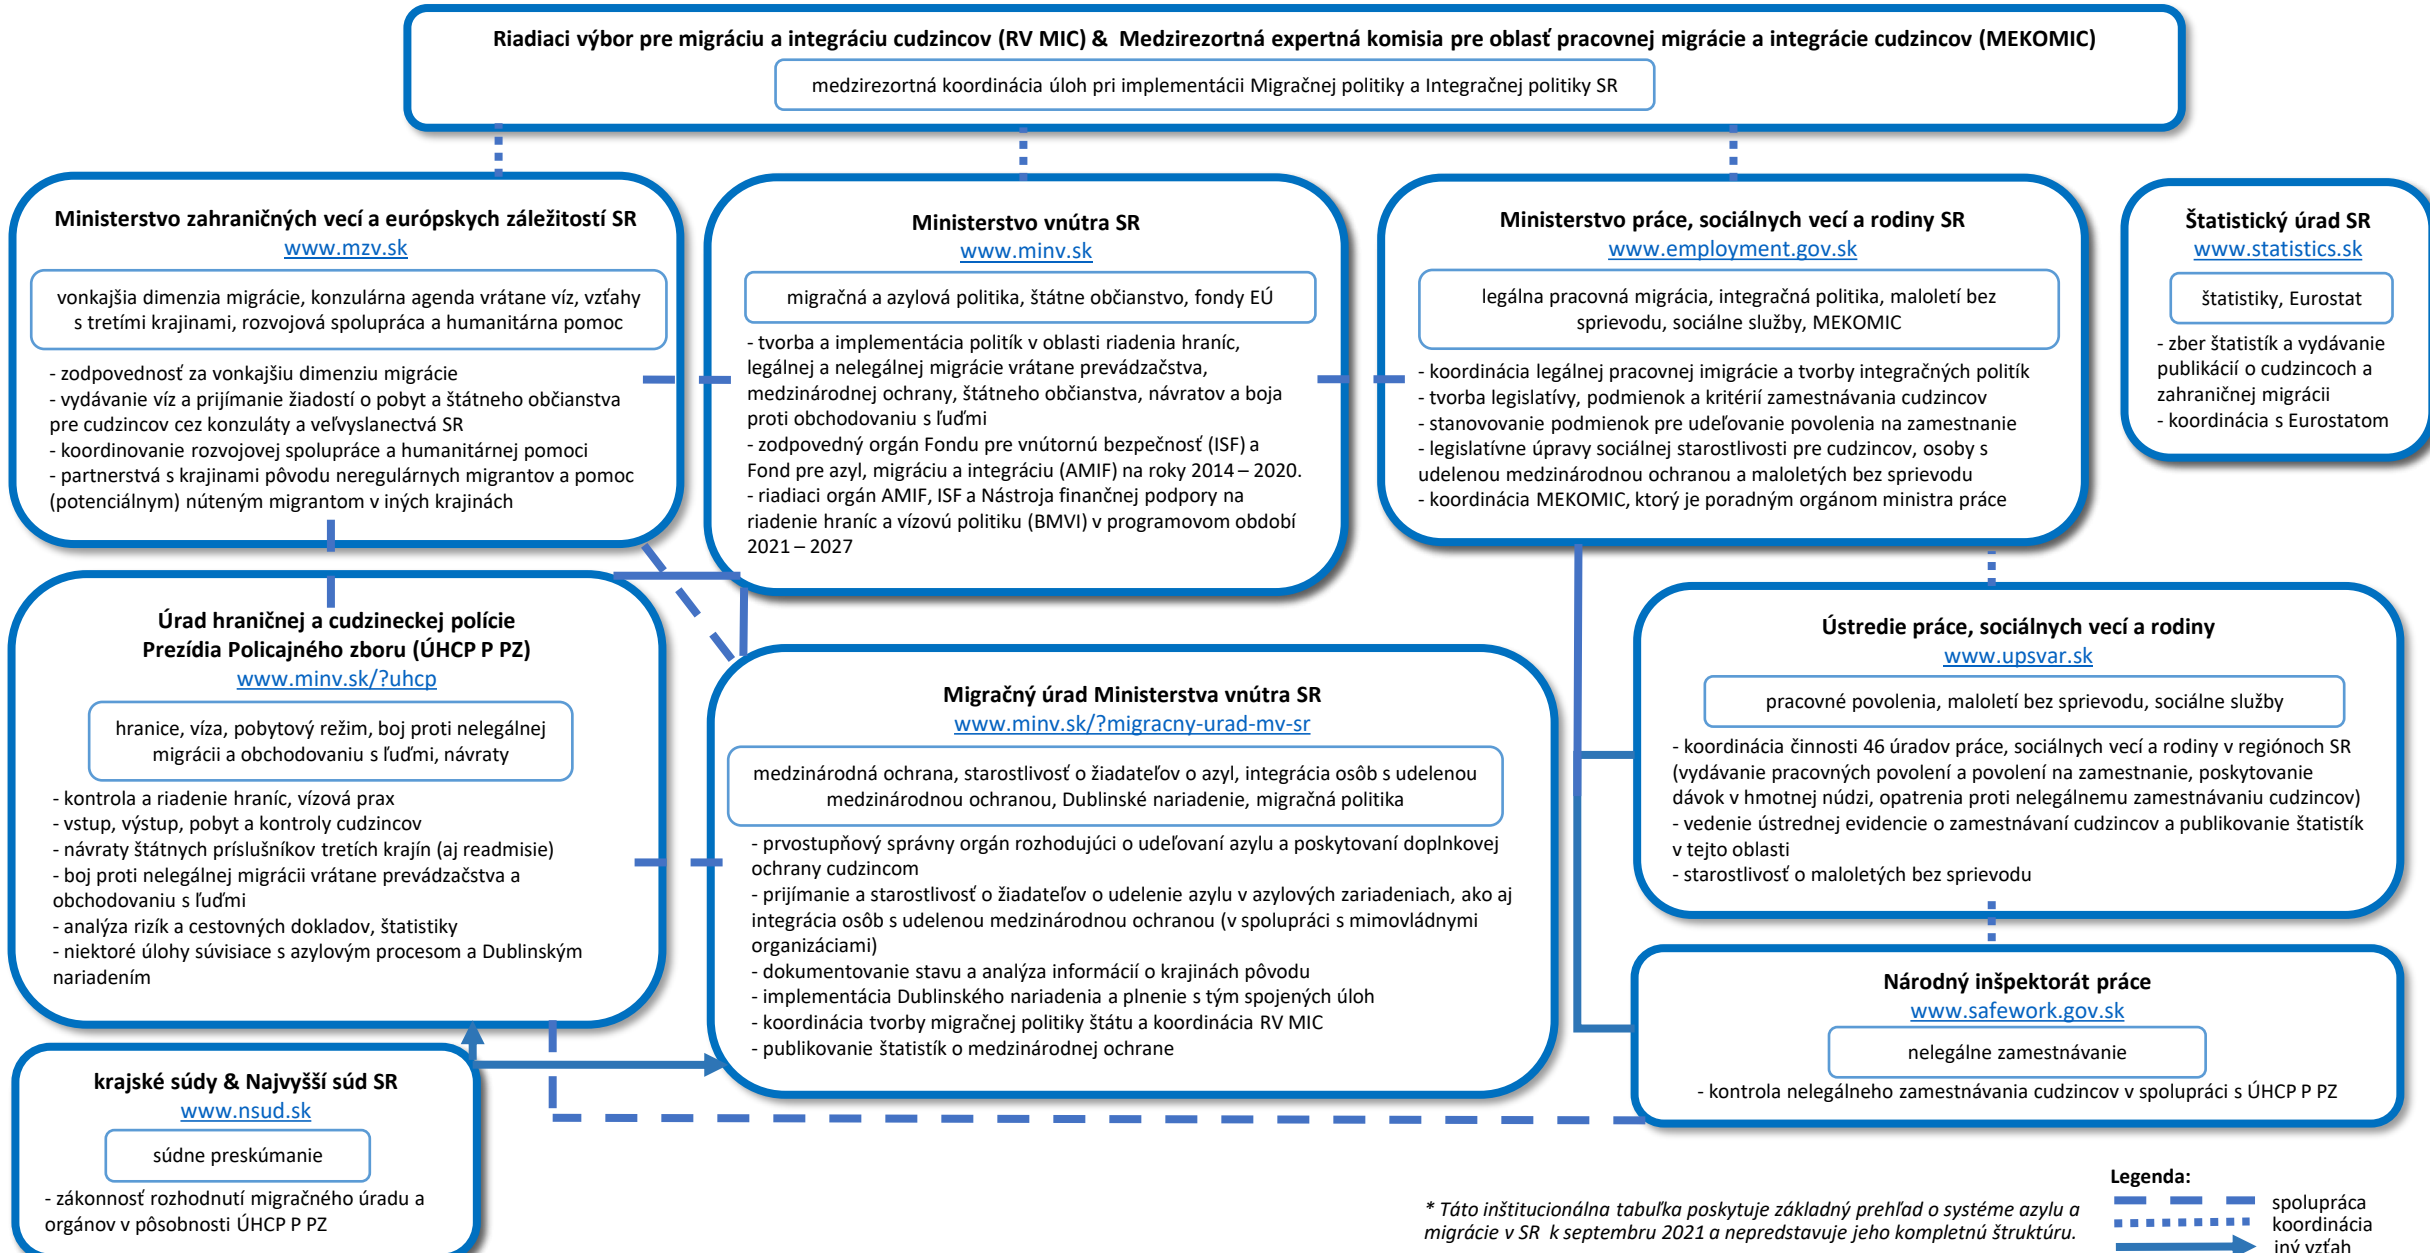 Riadiaci výbor pre migráciu a integráciu cudzincov (RV MIC) & Medzirezortná expertná komisia pre oblasť pracovnej migrácie a integrácie cudzincov (MEKOMIC)
medzirezortná koordinácia úloh pri implementácii Migračnej politiky a Integračnej politiky SR
Ministerstvo zahraničných vecí a európskych záležitostí SR
www.mzv.sk
vonkajšia dimenzia migrácie, konzulárna agenda vrátane víz, vzťahy
s tretími krajinami, rozvojová spolupráca a humanitárna pomoc
- zodpovednosť za vonkajšiu dimenziu migrácie
- vydávanie víz a prijímanie žiadostí o pobyt a štátneho občianstva
pre cudzincov cez konzuláty a veľvyslanectvá SR
- koordinovanie rozvojovej spolupráce a humanitárnej pomoci
- partnerstvá s krajinami pôvodu neregulárnych migrantov a pomoc
(potenciálnym) núteným migrantom v iných krajinách
Ministerstvo vnútra SR
www.minv.sk
migračná a azylová politika, štátne občianstvo, fondy EÚ
- tvorba a implementácia politík v oblasti riadenia hraníc,
legálnej a nelegálnej migrácie vrátane prevádzačstva,
medzinárodnej ochrany, štátneho občianstva, návratov a boja
proti obchodovaniu s ľuďmi
- zodpovedný orgán Fondu pre vnútornú bezpečnosť (ISF) a
Fond pre azyl, migráciu a integráciu (AMIF) na roky 2014 – 2020.
- riadiaci orgán AMIF, ISF a Nástroja finančnej podpory na
riadenie hraníc a vízovú politiku (BMVI) v programovom období
2021 – 2027
Ministerstvo práce, sociálnych vecí a rodiny SR
www.employment.gov.sk
legálna pracovná migrácia, integračná politika, maloletí bez
sprievodu, sociálne služby, MEKOMIC
- koordinácia legálnej pracovnej imigrácie a tvorby integračných politík
- tvorba legislatívy, podmienok a kritérií zamestnávania cudzincov
- stanovovanie podmienok pre udeľovanie povolenia na zamestnanie
- legislatívne úpravy sociálnej starostlivosti pre cudzincov, osoby s
udelenou medzinárodnou ochranou a maloletých bez sprievodu
- koordinácia MEKOMIC, ktorý je poradným orgánom ministra práce
Štatistický úrad SR
www.statistics.sk
štatistiky, Eurostat
- zber štatistík a vydávanie
publikácií o cudzincoch a
zahraničnej migrácii
- koordinácia s Eurostatom
Úrad hraničnej a cudzineckej polície
Prezídia Policajného zboru (ÚHCP P PZ)
www.minv.sk/?uhcp
hranice, víza, pobytový režim, boj proti nelegálnej
migrácii a obchodovaniu s ľuďmi, návraty
- kontrola a riadenie hraníc, vízová prax
- vstup, výstup, pobyt a kontroly cudzincov
- návraty štátnych príslušníkov tretích krajín (aj readmisie)
- boj proti nelegálnej migrácii vrátane prevádzačstva a
obchodovaniu s ľuďmi
- analýza rizík a cestovných dokladov, štatistiky
- niektoré úlohy súvisiace s azylovým procesom a Dublinským
nariadením
Migračný úrad Ministerstva vnútra SR
www.minv.sk/?migracny-urad-mv-sr
medzinárodná ochrana, starostlivosť o žiadateľov o azyl, integrácia osôb s udelenou
medzinárodnou ochranou, Dublinské nariadenie, migračná politika
- prvostupňový správny orgán rozhodujúci o udeľovaní azylu a poskytovaní doplnkovej
ochrany cudzincom
- prijímanie a starostlivosť o žiadateľov o udelenie azylu v azylových zariadeniach, ako aj
integrácia osôb s udelenou medzinárodnou ochranou (v spolupráci s mimovládnymi
organizáciami)
- dokumentovanie stavu a analýza informácií o krajinách pôvodu
- implementácia Dublinského nariadenia a plnenie s tým spojených úloh
- koordinácia tvorby migračnej politiky štátu a koordinácia RV MIC
- publikovanie štatistík o medzinárodnej ochrane
Ústredie práce, sociálnych vecí a rodiny
www.upsvar.sk
pracovné povolenia, maloletí bez sprievodu, sociálne služby
- koordinácia činnosti 46 úradov práce, sociálnych vecí a rodiny v regiónoch SR
(vydávanie pracovných povolení a povolení na zamestnanie, poskytovanie
dávok v hmotnej núdzi, opatrenia proti nelegálnemu zamestnávaniu cudzincov)
- vedenie ústrednej evidencie o zamestnávaní cudzincov a publikovanie štatistík
v tejto oblasti
- starostlivosť o maloletých bez sprievodu
Národný inšpektorát práce
www.safework.gov.sk
nelegálne zamestnávanie
- kontrola nelegálneho zamestnávania cudzincov v spolupráci s ÚHCP P PZ
krajské súdy & Najvyšší súd SR
www.nsud.sk
súdne preskúmanie
- zákonnosť rozhodnutí migračného úradu a
orgánov v pôsobnosti ÚHCP P PZ
* Táto inštitucionálna tabuľka poskytuje základný prehľad o systéme azylu a
migrácie v SR k septembru 2021 a nepredstavuje jeho kompletnú štruktúru.
Legenda:
spolupráca
koordinácia
iný vzťah